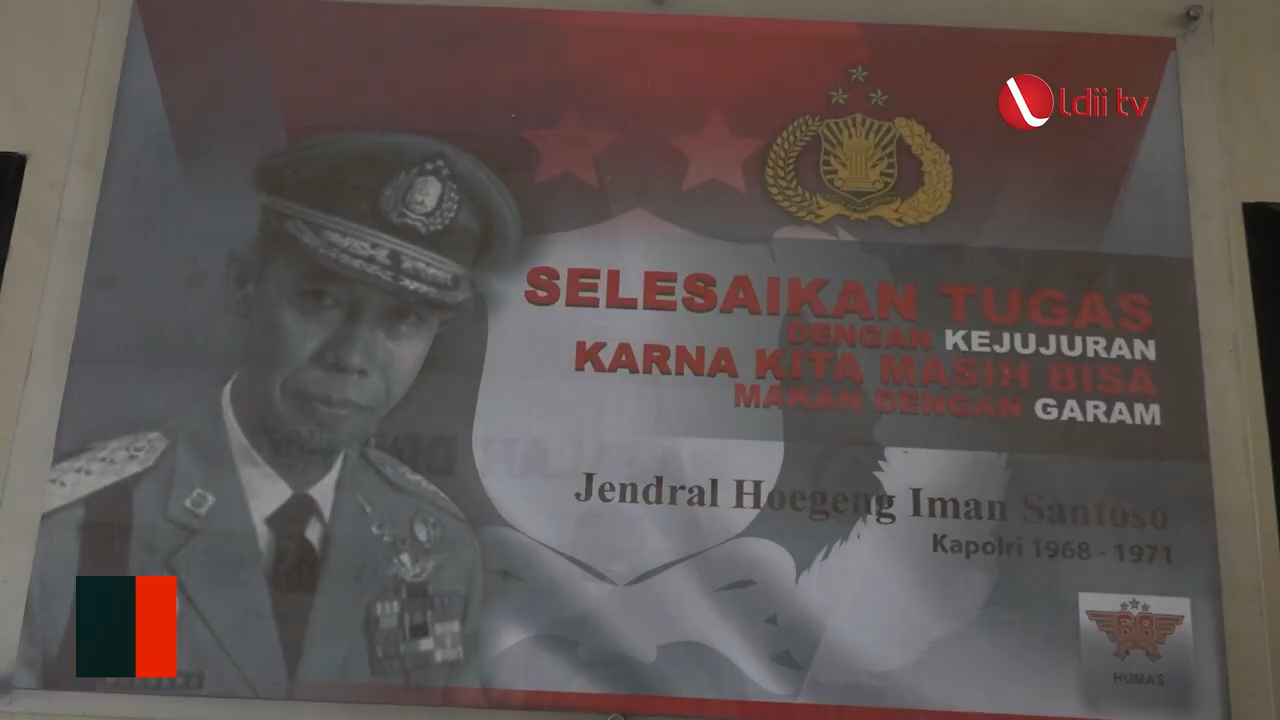 ldii tv
SELESAIKAN TUGAS
DENGAN KEJUJURAN
KARNA KITA MASIH BISA
MAKAN DENGAN GARAM
Jendral Hoegeng Iman Santoso
Kapolri 1968 - 1971
68
HUMAS